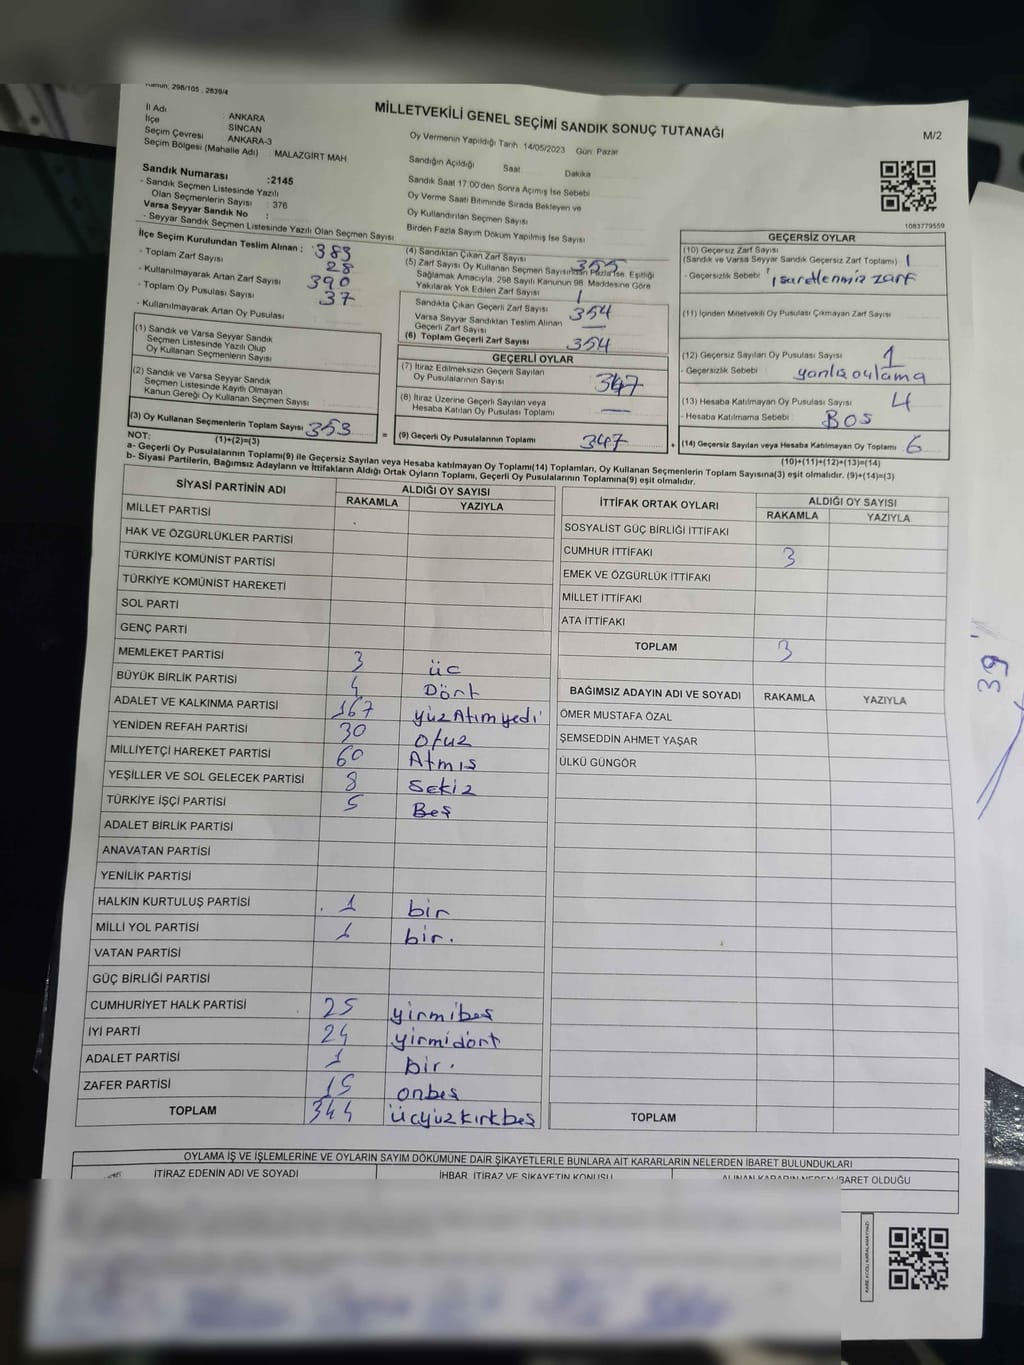 Kanun, 298/105 , 2839/4
MİLLETVEKİLİ GENEL SEÇİMİ SANDIK SONUÇ TUTANAĞI
M/2
İl Adı : ANKARA
İlçe SİNCAN
Seçim Çevresi ANKARA-3
Seçim Bölgesi (Mahalle Adı) : MALAZGİRT MAH
Oy Vermenin Yapıldığı Tarih 14/05/2023 Gün: Pazar
Sandığın Açıldığı Saat Dakika
Sandık Saat 17.00'den Sonra Açılmış İse Sebebi
Oy Verme Saati Bitiminde Sırada Bekleyen ve
Oy Kullandırılan Seçmen Sayısı
Birden Fazla Sayım Döküm Yapılmış İse Sayısı
Sandık Numarası :2145
- Sandık Seçmen Listesinde Yazılı
Olan Seçmenlerin Sayısı : 376
Varsa Seyyar Sandık No :
- Seyyar Sandık Seçmen Listesinde Yazılı Olan Seçmen Sayısı
1083779559
İlçe Seçim Kurulundan Teslim Alınan :
- Toplam Zarf Sayısı 383
- Kullanılmayarak Artan Zarf Sayısı 28
- Toplam Oy Pusulası Sayısı 390
- Kullanılmayarak Artan Oy Pusulası 37
(1) Sandık ve Varsa Seyyar Sandık
Seçmen Listesinde Yazılı Olup
Oy Kullanan Seçmenlerin Sayısı
(2) Sandık ve Varsa Seyyar Sandık
Seçmen Listesinde Kayıtlı Olmayan
Kanun Gereği Oy Kullanan Seçmen Sayısı
(3) Oy Kullanan Seçmenlerin Toplam Sayısı 353
(1)+(2)=(3)
(4) Sandıktan Çıkan Zarf Sayısı 355
(5) Zarf Sayısı Oy Kullanan Seçmen Sayısından Fazla İse, Eşitliği
Sağlamak Amacıyla, 298 Sayılı Kanunun 98. Maddesine Göre
Yakılarak Yok Edilen Zarf Sayısı 1
Sandıkta Çıkan Geçerli Zarf Sayısı 354
Varsa Seyyar Sandıktan Teslim Alınan
Geçerli Zarf Sayısı —
(6) Toplam Geçerli Zarf Sayısı 354
GEÇERLİ OYLAR
(7) İtiraz Edilmeksizin Geçerli Sayılan
Oy Pusulalarının Sayısı 347
(8) İtiraz Üzerine Geçerli Sayılan veya
Hesaba Katılan Oy Pusulası Toplamı —
= (9) Geçerli Oy Pusulalarının Toplamı 347 +
GEÇERSİZ OYLAR
(10) Geçersiz Zarf Sayısı
(Sandık ve Varsa Seyyar Sandık Geçersiz Zarf Toplamı) 1
- Geçersizlik Sebebi : işaretlenmiz zarf
(11) İçinden Milletvekili Oy Pusulası Çıkmayan Zarf Sayısı
(12) Geçersiz Sayılan Oy Pusulası Sayısı 1
- Geçersizlik Sebebi yanlış oylama
(13) Hesaba Katılmayan Oy Pusulası Sayısı 4
- Hesaba Katılmama Sebebi BOS
(14) Geçersiz Sayılan veya Hesaba Katılmayan Oy Toplamı 6
(10)+(11)+(12)+(13)=(14)
NOT:
a- Geçerli Oy Pusulalarının Toplamı(9) ile Geçersiz Sayılan veya Hesaba katılmayan Oy Toplamı(14) Toplamları, Oy Kullanan Seçmenlerin Toplam Sayısına(3) eşit olmalıdır. (9)+(14)=(3)
b- Siyasi Partilerin, Bağımsız Adayların ve İttifakların Aldığı Ortak Oyların Toplamı, Geçerli Oy Pusulalarının Toplamına(9) eşit olmalıdır.
SİYASİ PARTİNİN ADI ALDIĞI OY SAYISI
RAKAMLA YAZIYLA
MİLLET PARTİSİ
HAK VE ÖZGÜRLÜKLER PARTİSİ
TÜRKİYE KOMÜNİST PARTİSİ
TÜRKİYE KOMÜNİST HAREKETİ
SOL PARTİ
GENÇ PARTİ
MEMLEKET PARTİSİ 3 üc
BÜYÜK BİRLİK PARTİSİ 4 Dört
ADALET VE KALKINMA PARTİSİ 167 yüzAtımyedi
YENİDEN REFAH PARTİSİ 30 otuz
MİLLİYETÇİ HAREKET PARTİSİ 60 Atmış
YEŞİLLER VE SOL GELECEK PARTİSİ 8 Sekiz
TÜRKİYE İŞÇİ PARTİSİ 5 Beş
ADALET BİRLİK PARTİSİ
ANAVATAN PARTİSİ
YENİLİK PARTİSİ
HALKIN KURTULUŞ PARTİSİ 1 bir
MİLLİ YOL PARTİSİ 1 bir.
VATAN PARTİSİ
GÜÇ BİRLİĞİ PARTİSİ
CUMHURİYET HALK PARTİSİ 25 yirmibeş
İYİ PARTİ 24 yirmidört
ADALET PARTİSİ 1 bir.
ZAFER PARTİSİ 15 onbeş
TOPLAM 344 üçyüzkırkbeş
İTTİFAK ORTAK OYLARI ALDIĞI OY SAYISI
RAKAMLA YAZIYLA
SOSYALİST GÜÇ BİRLİĞİ İTTİFAKI
CUMHUR İTTİFAKI 3
EMEK VE ÖZGÜRLÜK İTTİFAKI
MİLLET İTTİFAKI
ATA İTTİFAKI
TOPLAM 3
BAĞIMSIZ ADAYIN ADI VE SOYADI RAKAMLA YAZIYLA
ÖMER MUSTAFA ÖZAL
ŞEMSEDDİN AHMET YAŞAR
ÜLKÜ GÜNGÖR
TOPLAM
39
OYLAMA İŞ VE İŞLEMLERİNE VE OYLARIN SAYIM DÖKÜMÜNE DAİR ŞİKAYETLERLE BUNLARA AİT KARARLARIN NELERDEN İBARET BULUNDUKLARI
İTİRAZ EDENİN ADI VE SOYADI İHBAR, İTİRAZ VE ŞİKAYETİN KONUSU ALINAN KARARIN NEDEN İBARET OLDUĞU
KARE KODU KARALAMAYINIZ!